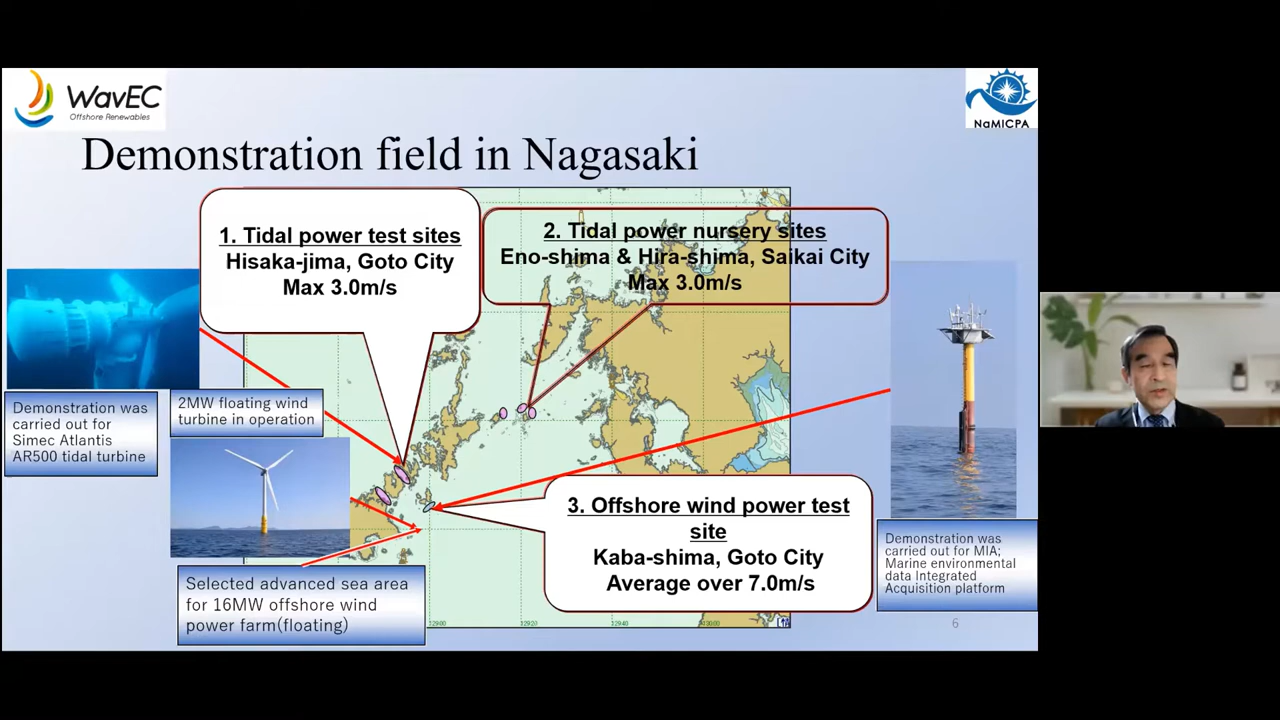 WavEC
Offshore Renewables
NaMICPA
Demonstration field in Nagasaki
1. Tidal power test sites
Hisaka-jima, Goto City
Max 3.0m/s
2. Tidal power nursery sites
Eno-shima & Hira-shima, Saikai City
Max 3.0m/s
Demonstration was
carried out for
Simec Atlantis
AR500 tidal turbine
2MW floating wind
turbine in operation
3. Offshore wind power test
site
Kaba-shima, Goto City
Average over 7.0m/s
Demonstration was
carried out for MIA;
Marine environmental
data Integrated
Acquisition platform
Selected advanced sea area
for 16MW offshore wind
power farm(floating)
6